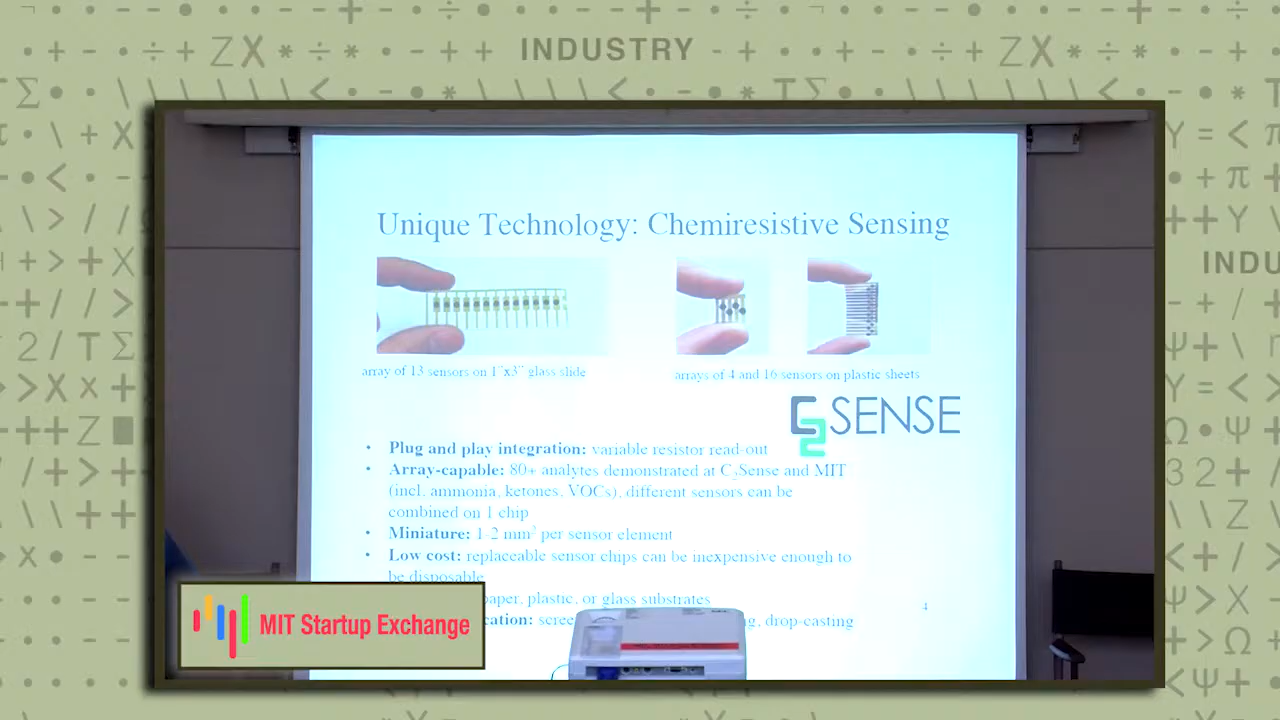 INDUSTRY
INDU
Unique Technology: Chemiresistive Sensing
array of 13 sensors on 1"x3" glass slide
arrays of 4 and 16 sensors on plastic sheets
C2SENSE
• Plug and play integration: variable resistor read-out
• Array-capable: 80+ analytes demonstrated at C2Sense and MIT
(incl. ammonia, ketones, VOCs), different sensors can be
combined on 1 chip
• Miniature: 1-2 mm² per sensor element
• Low cost: replaceable sensor chips can be inexpensive enough to
be disposable
paper, plastic, or glass substrates
drop-casting
4
MIT Startup Exchange